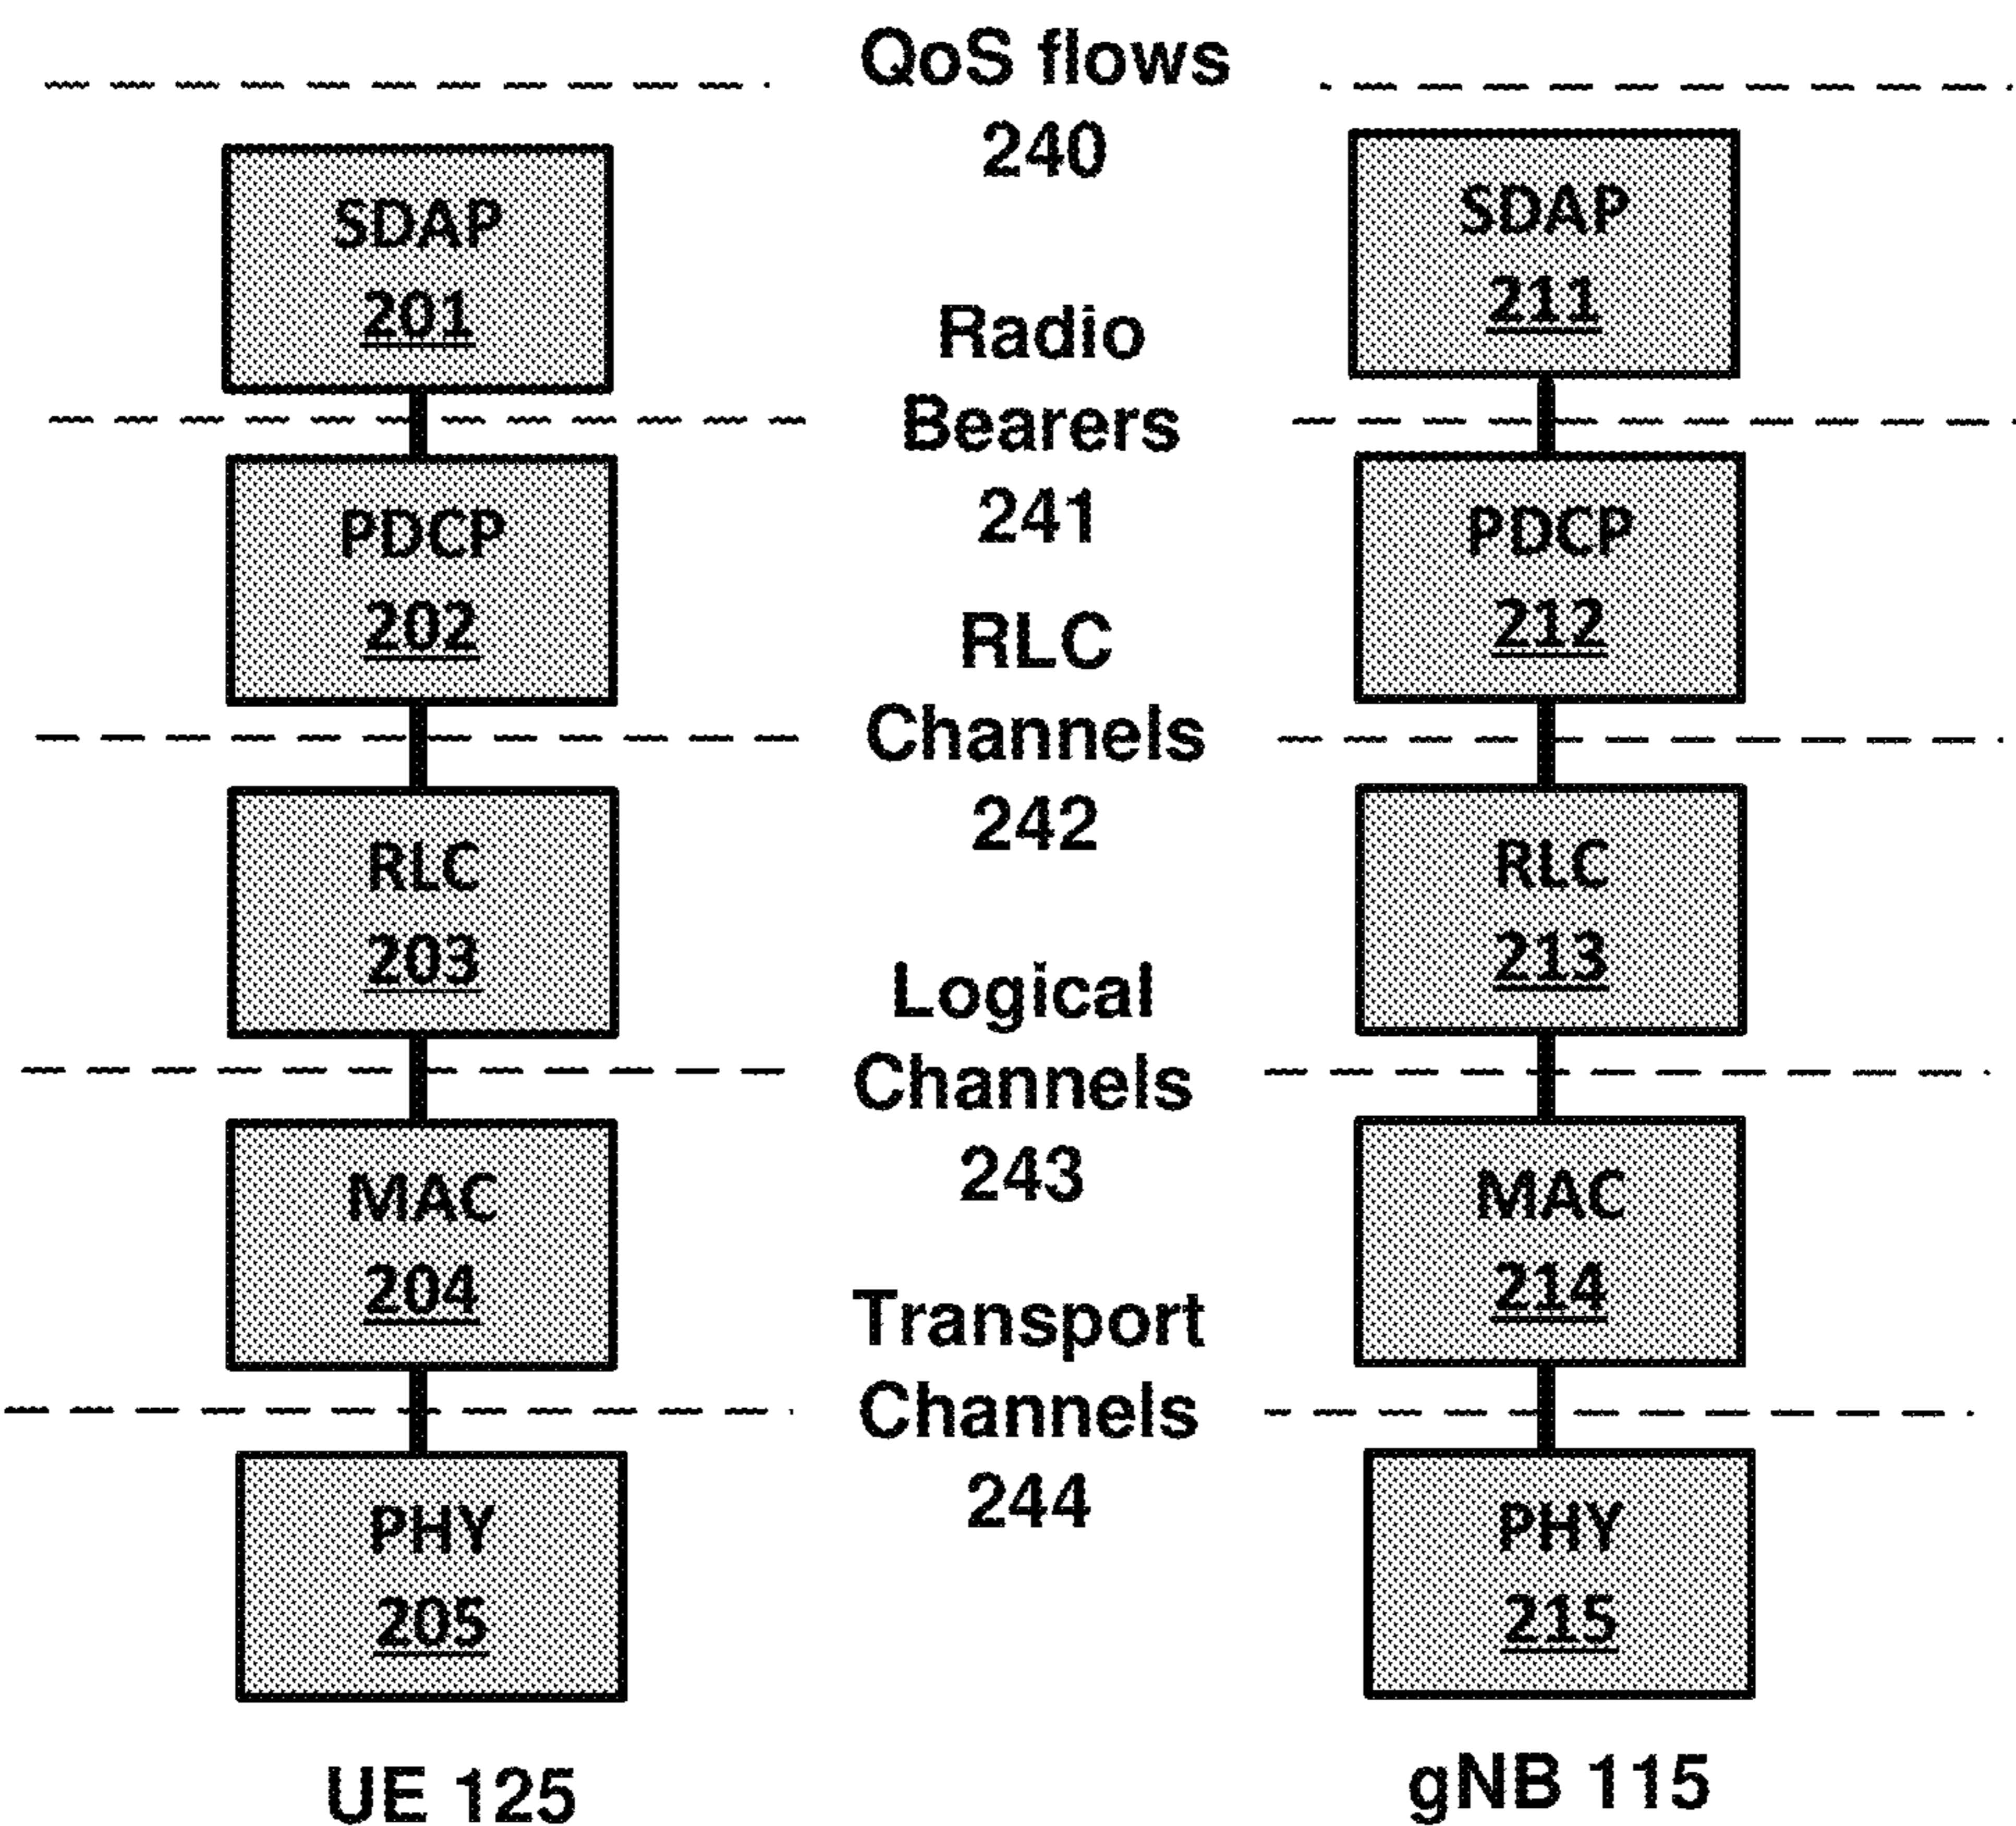 QoS flows
240
SDAP
201
SDAP
211
Radio
Bearers
241
PDCP
202
PDCP
212
RLC
Channels
242
RLC
203
RLC
213
Logical
Channels
243
MAC
204
MAC
214
Transport
Channels
244
PHY
205
PHY
215
UE 125
gNB 115